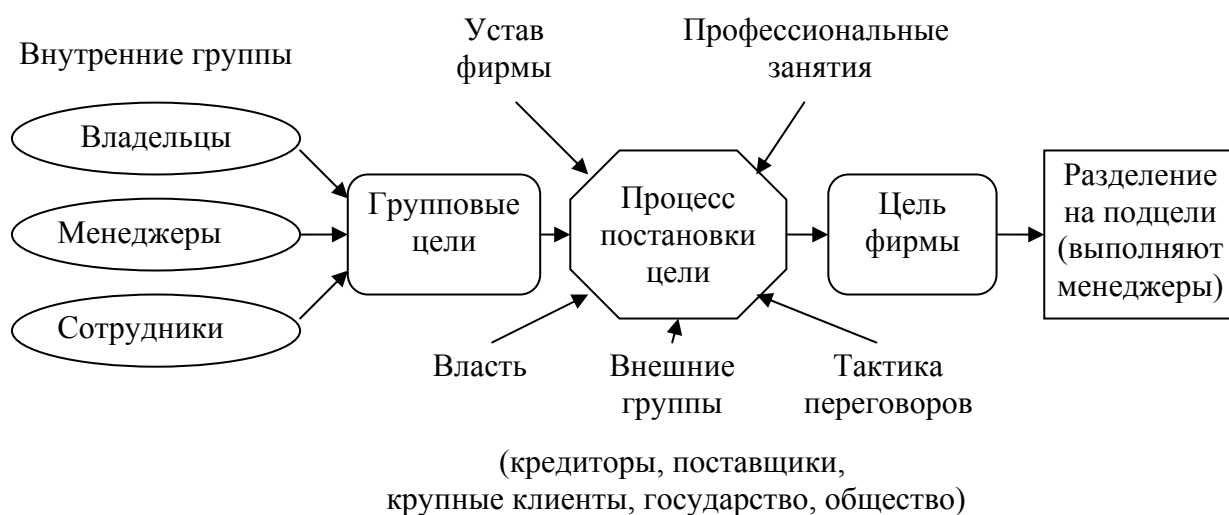 Внутренние группы
Владельцы
Менеджеры
Сотрудники
Групповые
цели
Устав
фирмы
Профессиональные
занятия
Процесс
постановки
цели
Власть
Внешние
группы
Тактика
переговоров
(кредиторы, поставщики,
крупные клиенты, государство, общество)
Цель
фирмы
Разделение
на подцели
(выполняют
менеджеры)